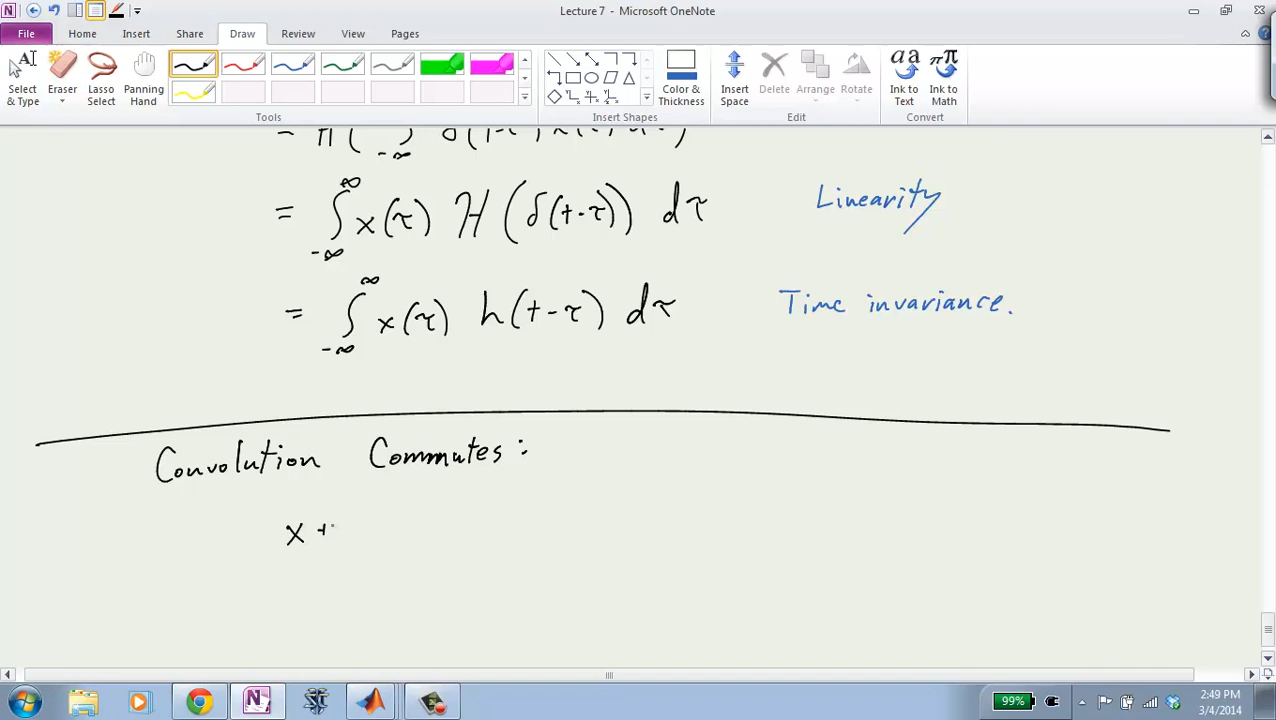 Lecture 7 - Microsoft OneNote
File Home Insert Share Draw Review View Pages
Select & Type Eraser Lasso Select Panning Hand Color & Thickness Insert Space Delete Arrange Rotate Ink to Text Ink to Math
Tools Insert Shapes Edit Convert
= ∫_{-∞}^{∞} x(τ) H(δ(t-τ)) dτ Linearity
= ∫_{-∞}^{∞} x(τ) h(t-τ) dτ Time invariance.
Convolution Commutes:
x
99% 2:49 PM
3/4/2014